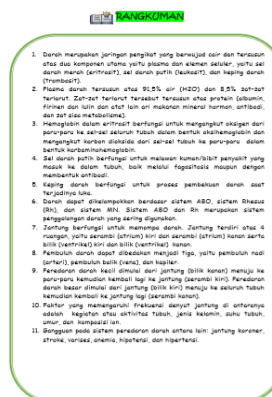 RANGKUMAN
1. Darah merupakan jaringan pengikat yang berwujud cair dan tersusun
atas dua komponen utama yaitu plasma dan elemen seluler, yaitu sel
darah merah (eritrosit), sel darah putih (leukosit), dan keping darah
(trombosit).
2. Plasma darah tersusun atas 91,5% air (H2O) dan 8,5% zat-zat
terlarut. Zat-zat terlarut tersebut tersusun atas protein (albumin,
firinen dan lulin dan atat lain ari makanan mineral hormon, antibodi,
dan zat sisa metabolisme).
3. Hemoglobin dalam eritrosit berfungsi untuk mengangkut oksigen dari
paru-paru ke sel-sel seluruh tubuh dalam bentuk oksihemoglobin dan
mengangkut karbon dioksida dari sel-sel tubuh ke paru-paru dalam
bentuk karbominohemoglobin.
4. Sel darah putih berfungsi untuk melawan kuman/bibit penyakit yang
masuk ke dalam tubuh, baik melalui fagositosis maupun dengan
membentuk antibodi.
5. Keping darah berfungsi untuk proses pembekuan darah saat
terjadinya luka.
6. Darah dapat dikelompokkan berdasar sistem ABO, sistem Rhesus
(Rh), dan sistem MN. Sistem ABO dan Rh merupakan sistem
penggolongan darah yang sering digunakan.
7. Jantung berfungsi untuk memompa darah. Jantung terdiri atas 4
ruangan, yaitu serambi (atrium) kiri dan serambi (atrium) kanan serta
bilik (ventrikel) kiri dan bilik (ventrikel) kanan.
8. Pembuluh darah dapat dibedakan menjadi tiga, yaitu pembuluh nadi
(arteri), pembuluh balik (vena), dan kapiler.
9. Peredaran darah kecil dimulai dari jantung (bilik kanan) menuju ke
paru-paru kemudian kembali lagi ke jantung (serambi kiri). Peredaran
darah besar dimulai dari jantung (bilik kiri) menuju ke seluruh tubuh
kemudian kembali ke jantung lagi (serambi kanan).
10. Faktor yang memengaruhi frekuensi denyut jantung di antaranya
adalah kegiatan atau aktivitas tubuh, jenis kelamin, suhu tubuh,
umur, dan komposisi ion.
11. Gangguan pada sistem peredaran darah antara lain: jantung koroner,
stroke, varises, anemia, hipotensi, dan hipertensi.